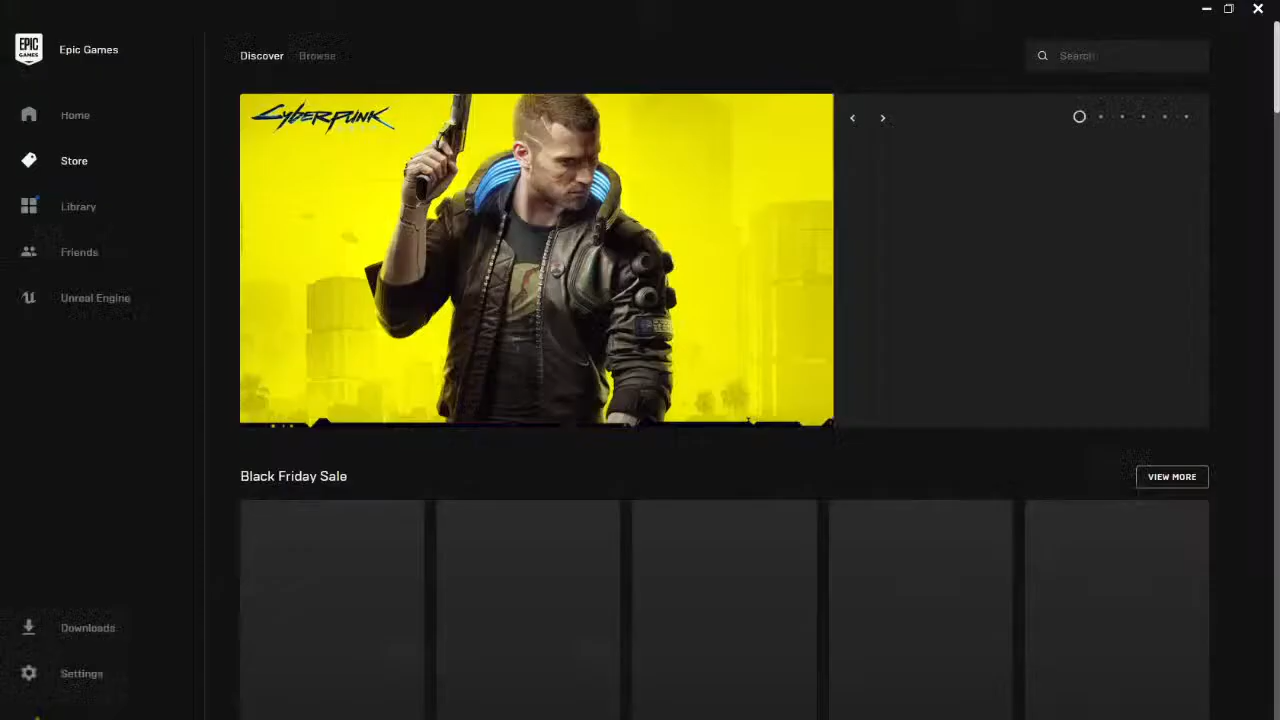 EPIC
GAMES
Epic Games
Discover
Browse
Search
Home
Store
Library
Friends
Unreal Engine
Cyberpunk
Black Friday Sale
VIEW MORE
Downloads
Settings